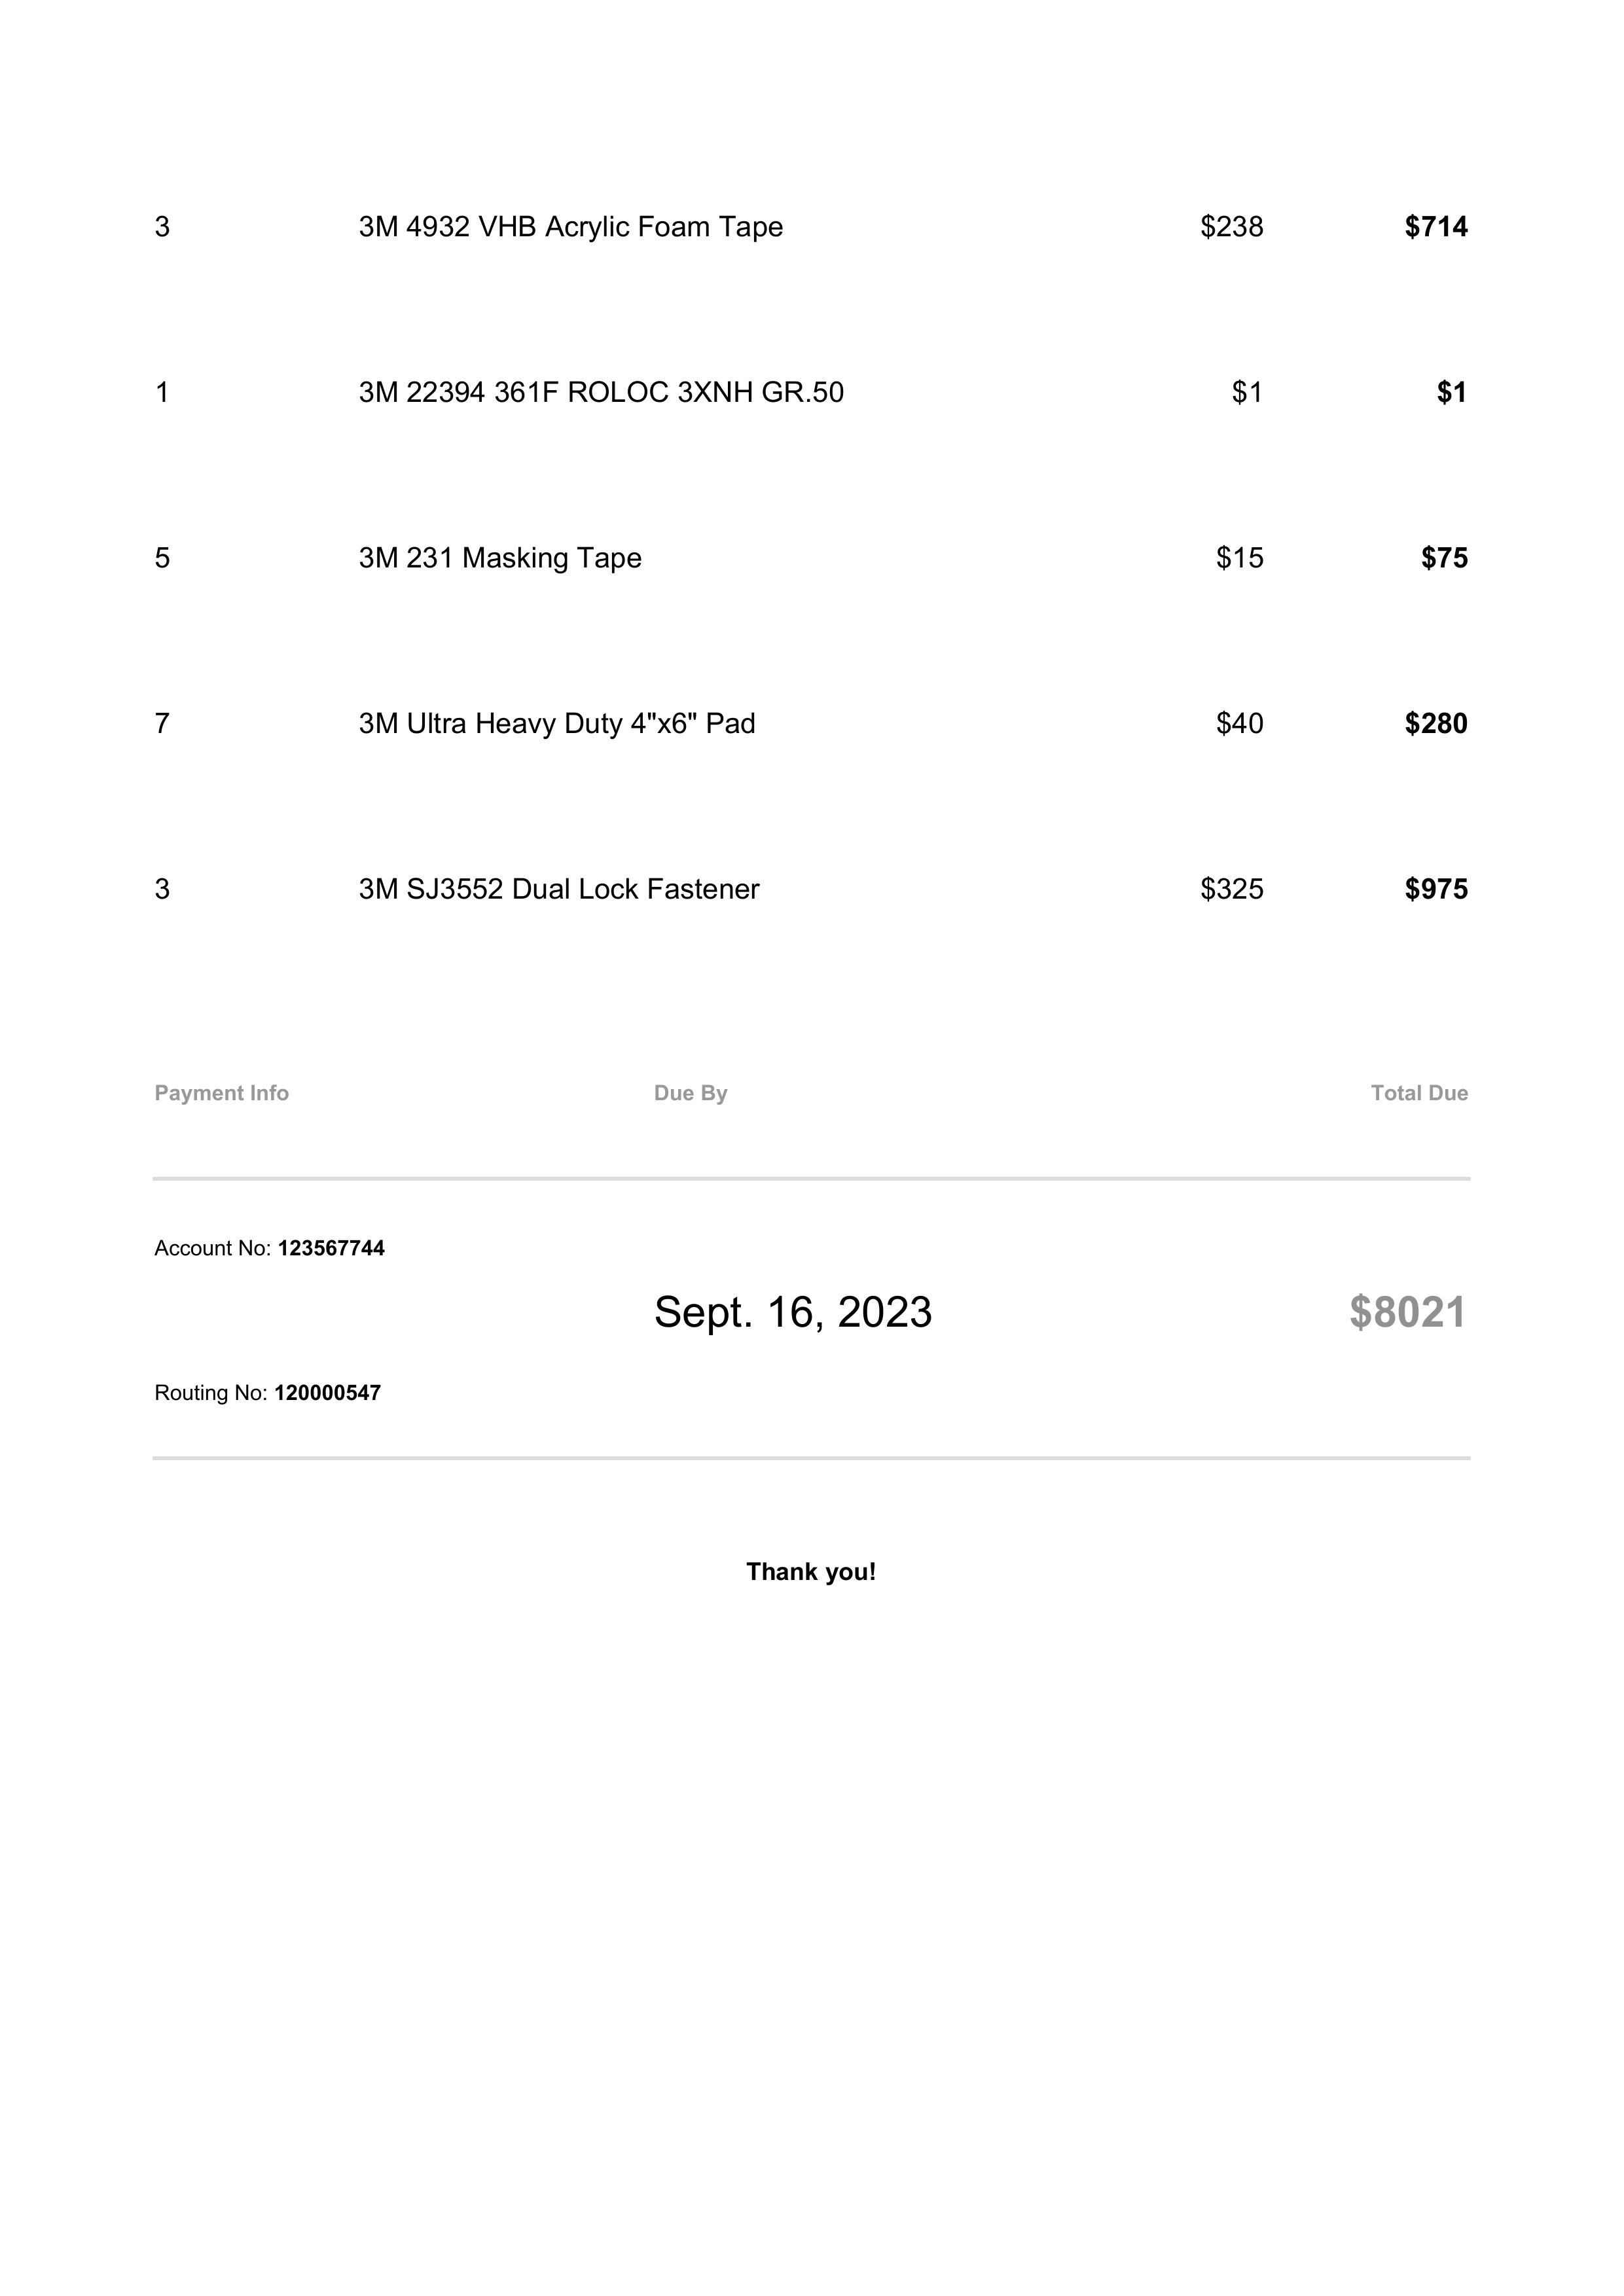 3 3M 4932 VHB Acrylic Foam Tape $238 $714
1 3M 22394 361F ROLOC 3XNH GR.50 $1 $1
5 3M 231 Masking Tape $15 $75
7 3M Ultra Heavy Duty 4"x6" Pad $40 $280
3 3M SJ3552 Dual Lock Fastener $325 $975
Payment Info Due By Total Due
Account No: 123567744
Sept. 16, 2023 $8021
Routing No: 120000547
Thank you!